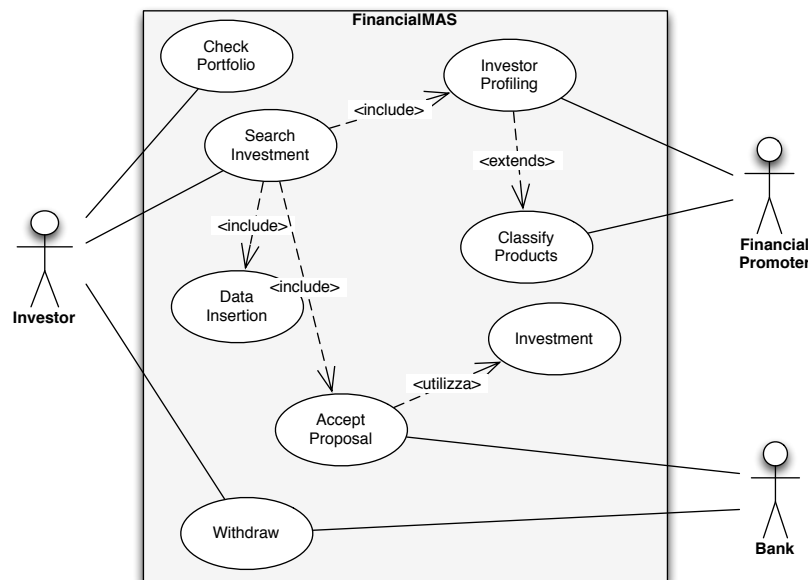 FinancialMAS
Check
Portfolio
Investor
Profiling
<include>
Search
Investment
<extends>
<include>
Classify
Products
Financial
Promoter
Investor
Data
Insertion
<include>
Investment
<utilizza>
Accept
Proposal
Withdraw
Bank